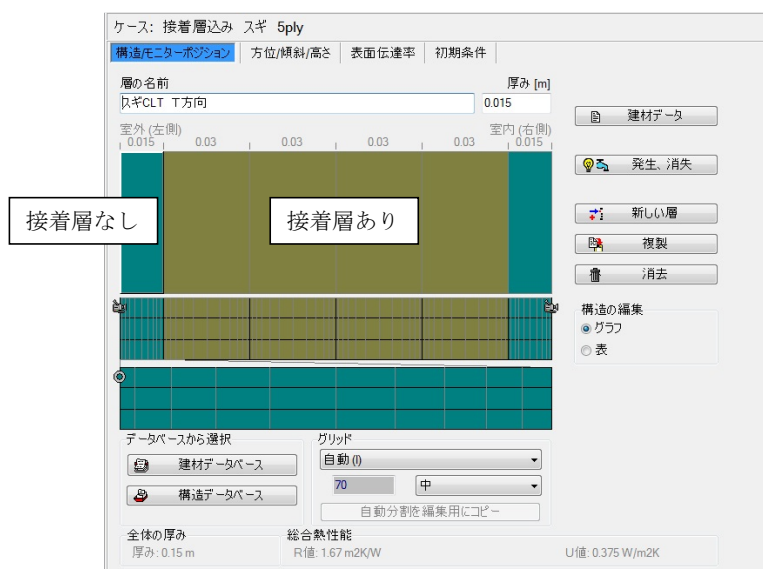 ケース: 接着層込み スギ 5ply
構造/モニターポジション 方位/傾斜/高さ 表面伝達率 初期条件
層の名前 厚み [m]
スギCLT T方向 0.015
建材データ
室外 (左側) 室内 (右側)
0.015 0.03 0.03 0.03 0.03 0.015
発生、消失
接着層なし 接着層あり
新しい層
複製
消去
構造の編集
グラフ
表
データベースから選択 グリッド
建材データベース 自動 (I)
70 中
構造データベース
自動分割を編集用にコピー
全体の厚み 総合熱性能
厚み: 0.15 m R値: 1.67 m2K/W U値: 0.375 W/m2K